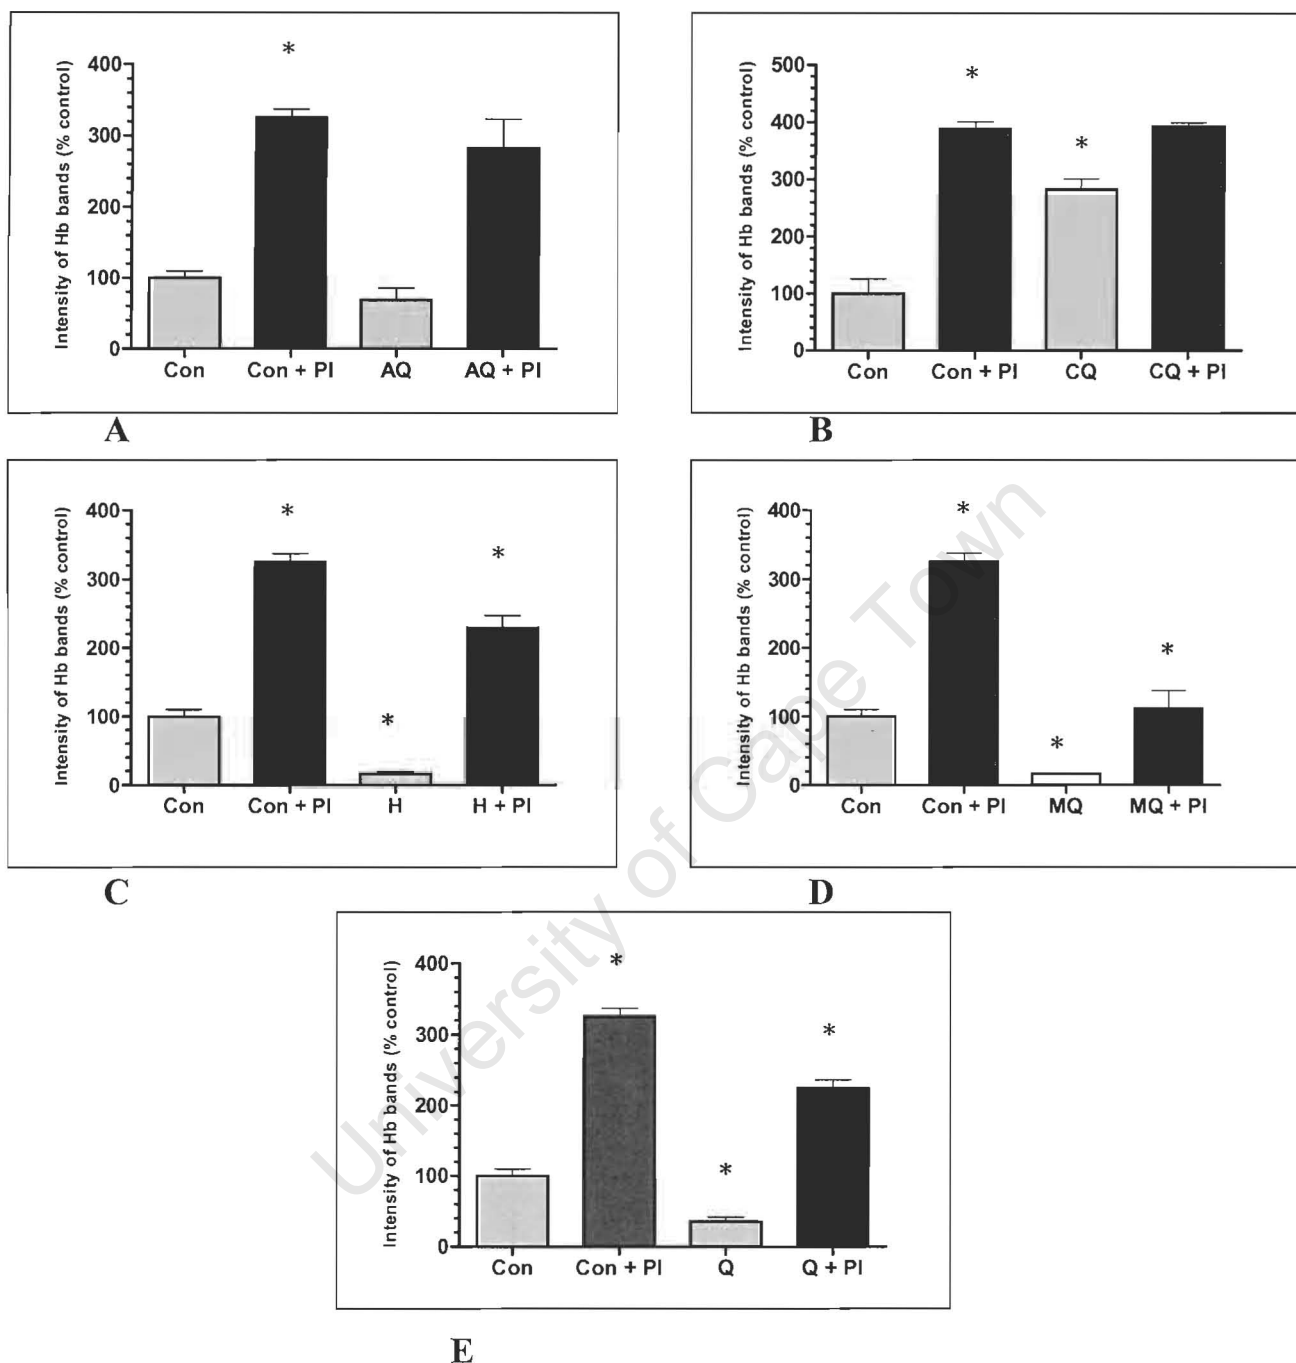 *
400
300
200
100
0
Intensity of Hb bands (% control)
Con Con + PI AQ AQ + PI
A
*
*
500
400
300
200
100
0
Intensity of Hb bands (% control)
Con Con + PI CQ CQ + PI
B
*
*
*
400
300
200
100
0
Intensity of Hb bands (% control)
Con Con + PI H H + PI
C
*
*
*
400
300
200
100
0
Intensity of Hb bands (% control)
Con Con + PI MQ MQ + PI
D
*
*
*
400
300
200
100
0
Intensity of Hb bands (% control)
Con Con + PI Q Q + PI
E
University of Cape Town